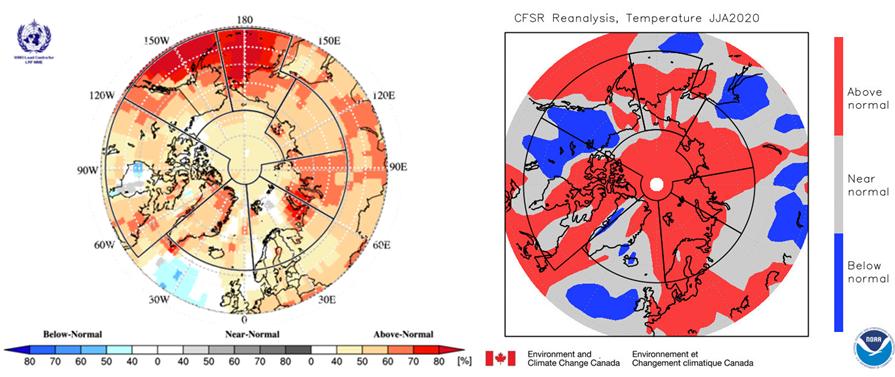 WMO Lead Centre for
LRF MME
180
150W
150E
120W
120E
90W
90E
60W
60E
30W
30E
0
Below-Normal
Near-Normal
Above-Normal
80 70 60 50 40 0 40 50 60 70 80 0 40 50 60 70 80 [%]
CFSR Reanalysis, Temperature JJA2020
Above
normal
Near
normal
Below
normal
Environment and
Climate Change Canada
Environnement et
Changement climatique Canada
NOAA